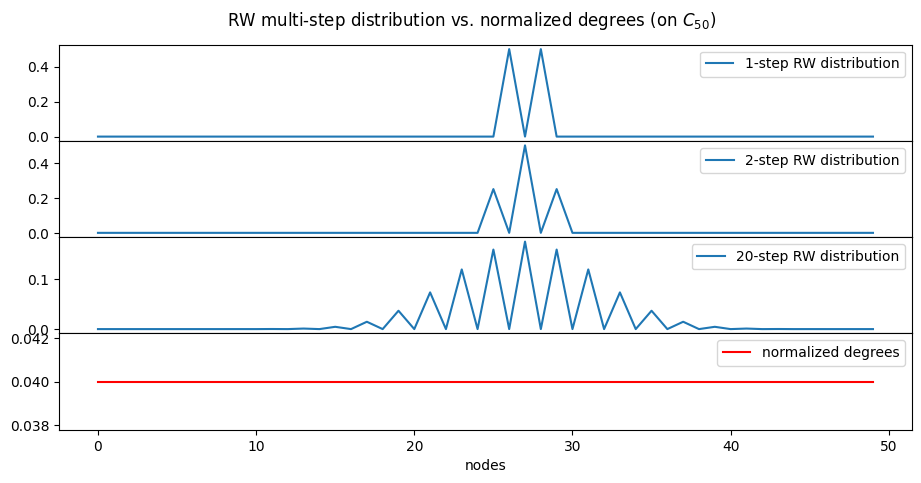 RW multi-step distribution vs. normalized degrees (on C₅₀)
0.4
0.2
0.0
1-step RW distribution
0.4
0.2
0.0
2-step RW distribution
0.1
0.0
20-step RW distribution
0.042
0.040
0.038
normalized degrees
0 10 20 30 40 50
nodes